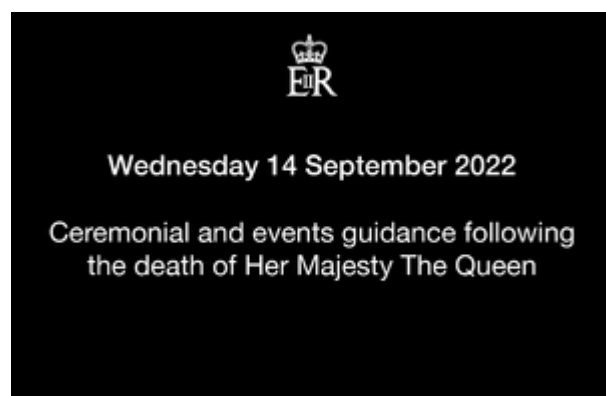 EIIR
Wednesday 14 September 2022
Ceremonial and events guidance following
the death of Her Majesty The Queen